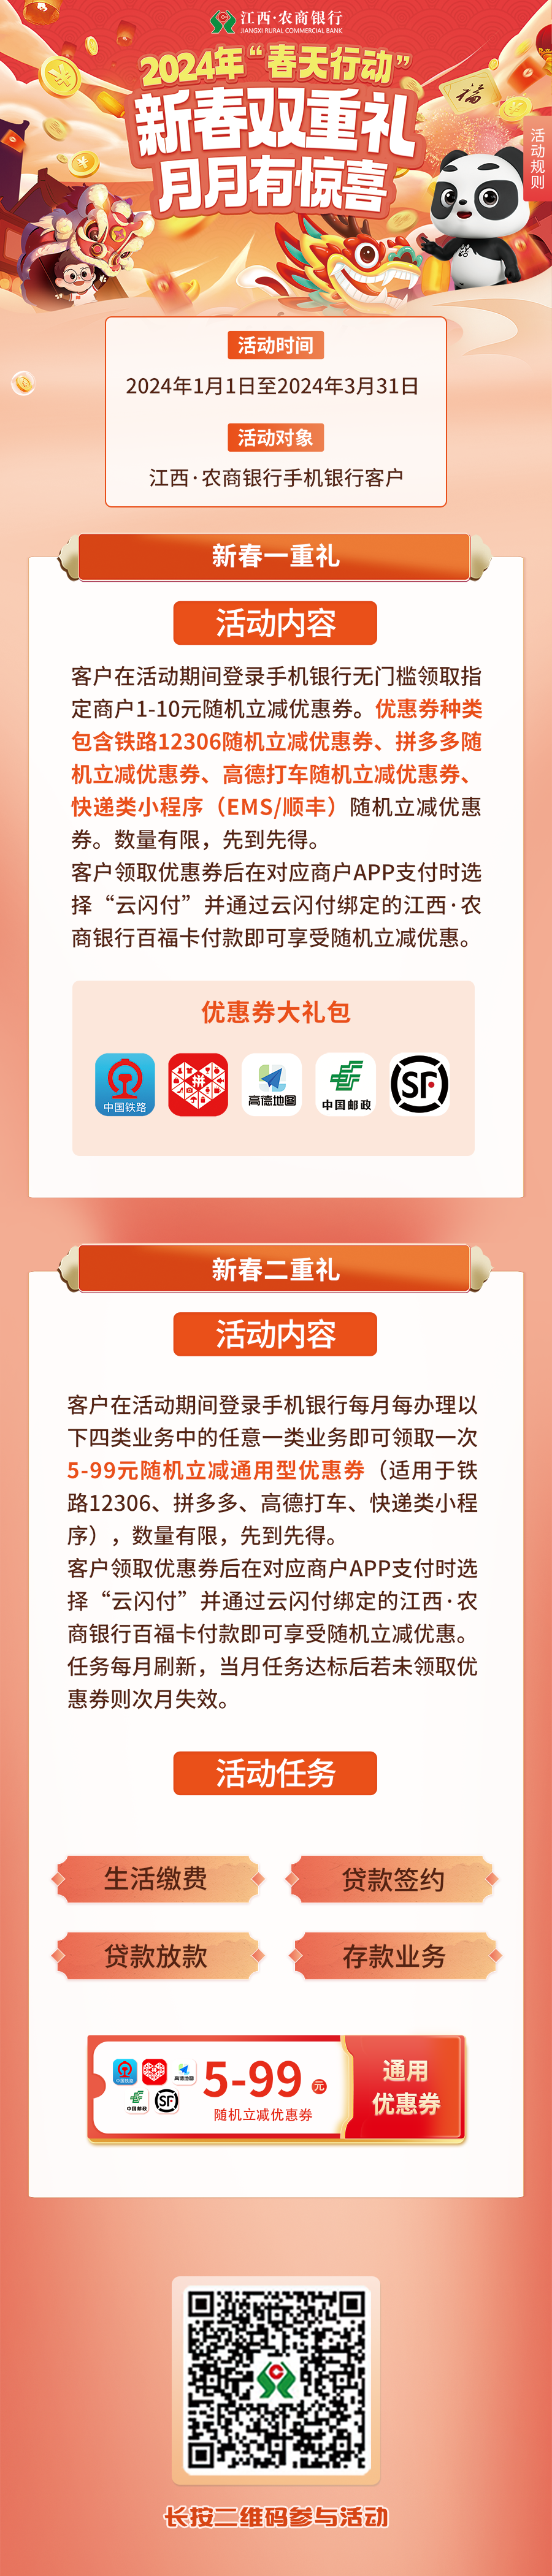 江西·农商银行
JIANGXI RURAL COMMERCIAL BANK
2024年“春天行动”
新春双重礼
月月有惊喜
福
活动规则
活动时间
2024年1月1日至2024年3月31日
活动对象
江西·农商银行手机银行客户
新春一重礼
活动内容
客户在活动期间登录手机银行无门槛领取指
定商户1-10元随机立减优惠券。优惠券种类
包含铁路12306随机立减优惠券、拼多多随
机立减优惠券、高德打车随机立减优惠券、
快递类小程序（EMS/顺丰）随机立减优惠
券。数量有限，先到先得。
客户领取优惠券后在对应商户APP支付时选
择“云闪付”并通过云闪付绑定的江西·农
商银行百福卡付款即可享受随机立减优惠。
优惠券大礼包
中国铁路
拼
高德地图
中国邮政
SF
新春二重礼
活动内容
客户在活动期间登录手机银行每月每办理以
下四类业务中的任意一类业务即可领取一次
5-99元随机立减通用型优惠券（适用于铁
路12306、拼多多、高德打车、快递类小程
序），数量有限，先到先得。
客户领取优惠券后在对应商户APP支付时选
择“云闪付”并通过云闪付绑定的江西·农
商银行百福卡付款即可享受随机立减优惠。
任务每月刷新，当月任务达标后若未领取优
惠券则次月失效。
活动任务
生活缴费
贷款签约
贷款放款
存款业务
中国铁路
高德地图
中国邮政
SF
5-99元
随机立减优惠券
通用
优惠券
长按二维码参与活动